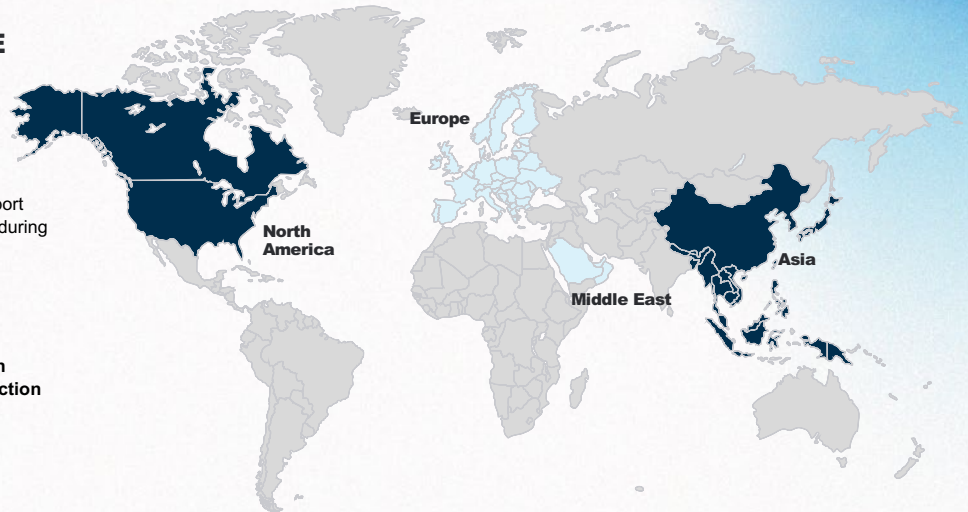 E
port
during
n
ction
Europe
North
America
Middle East
Asia